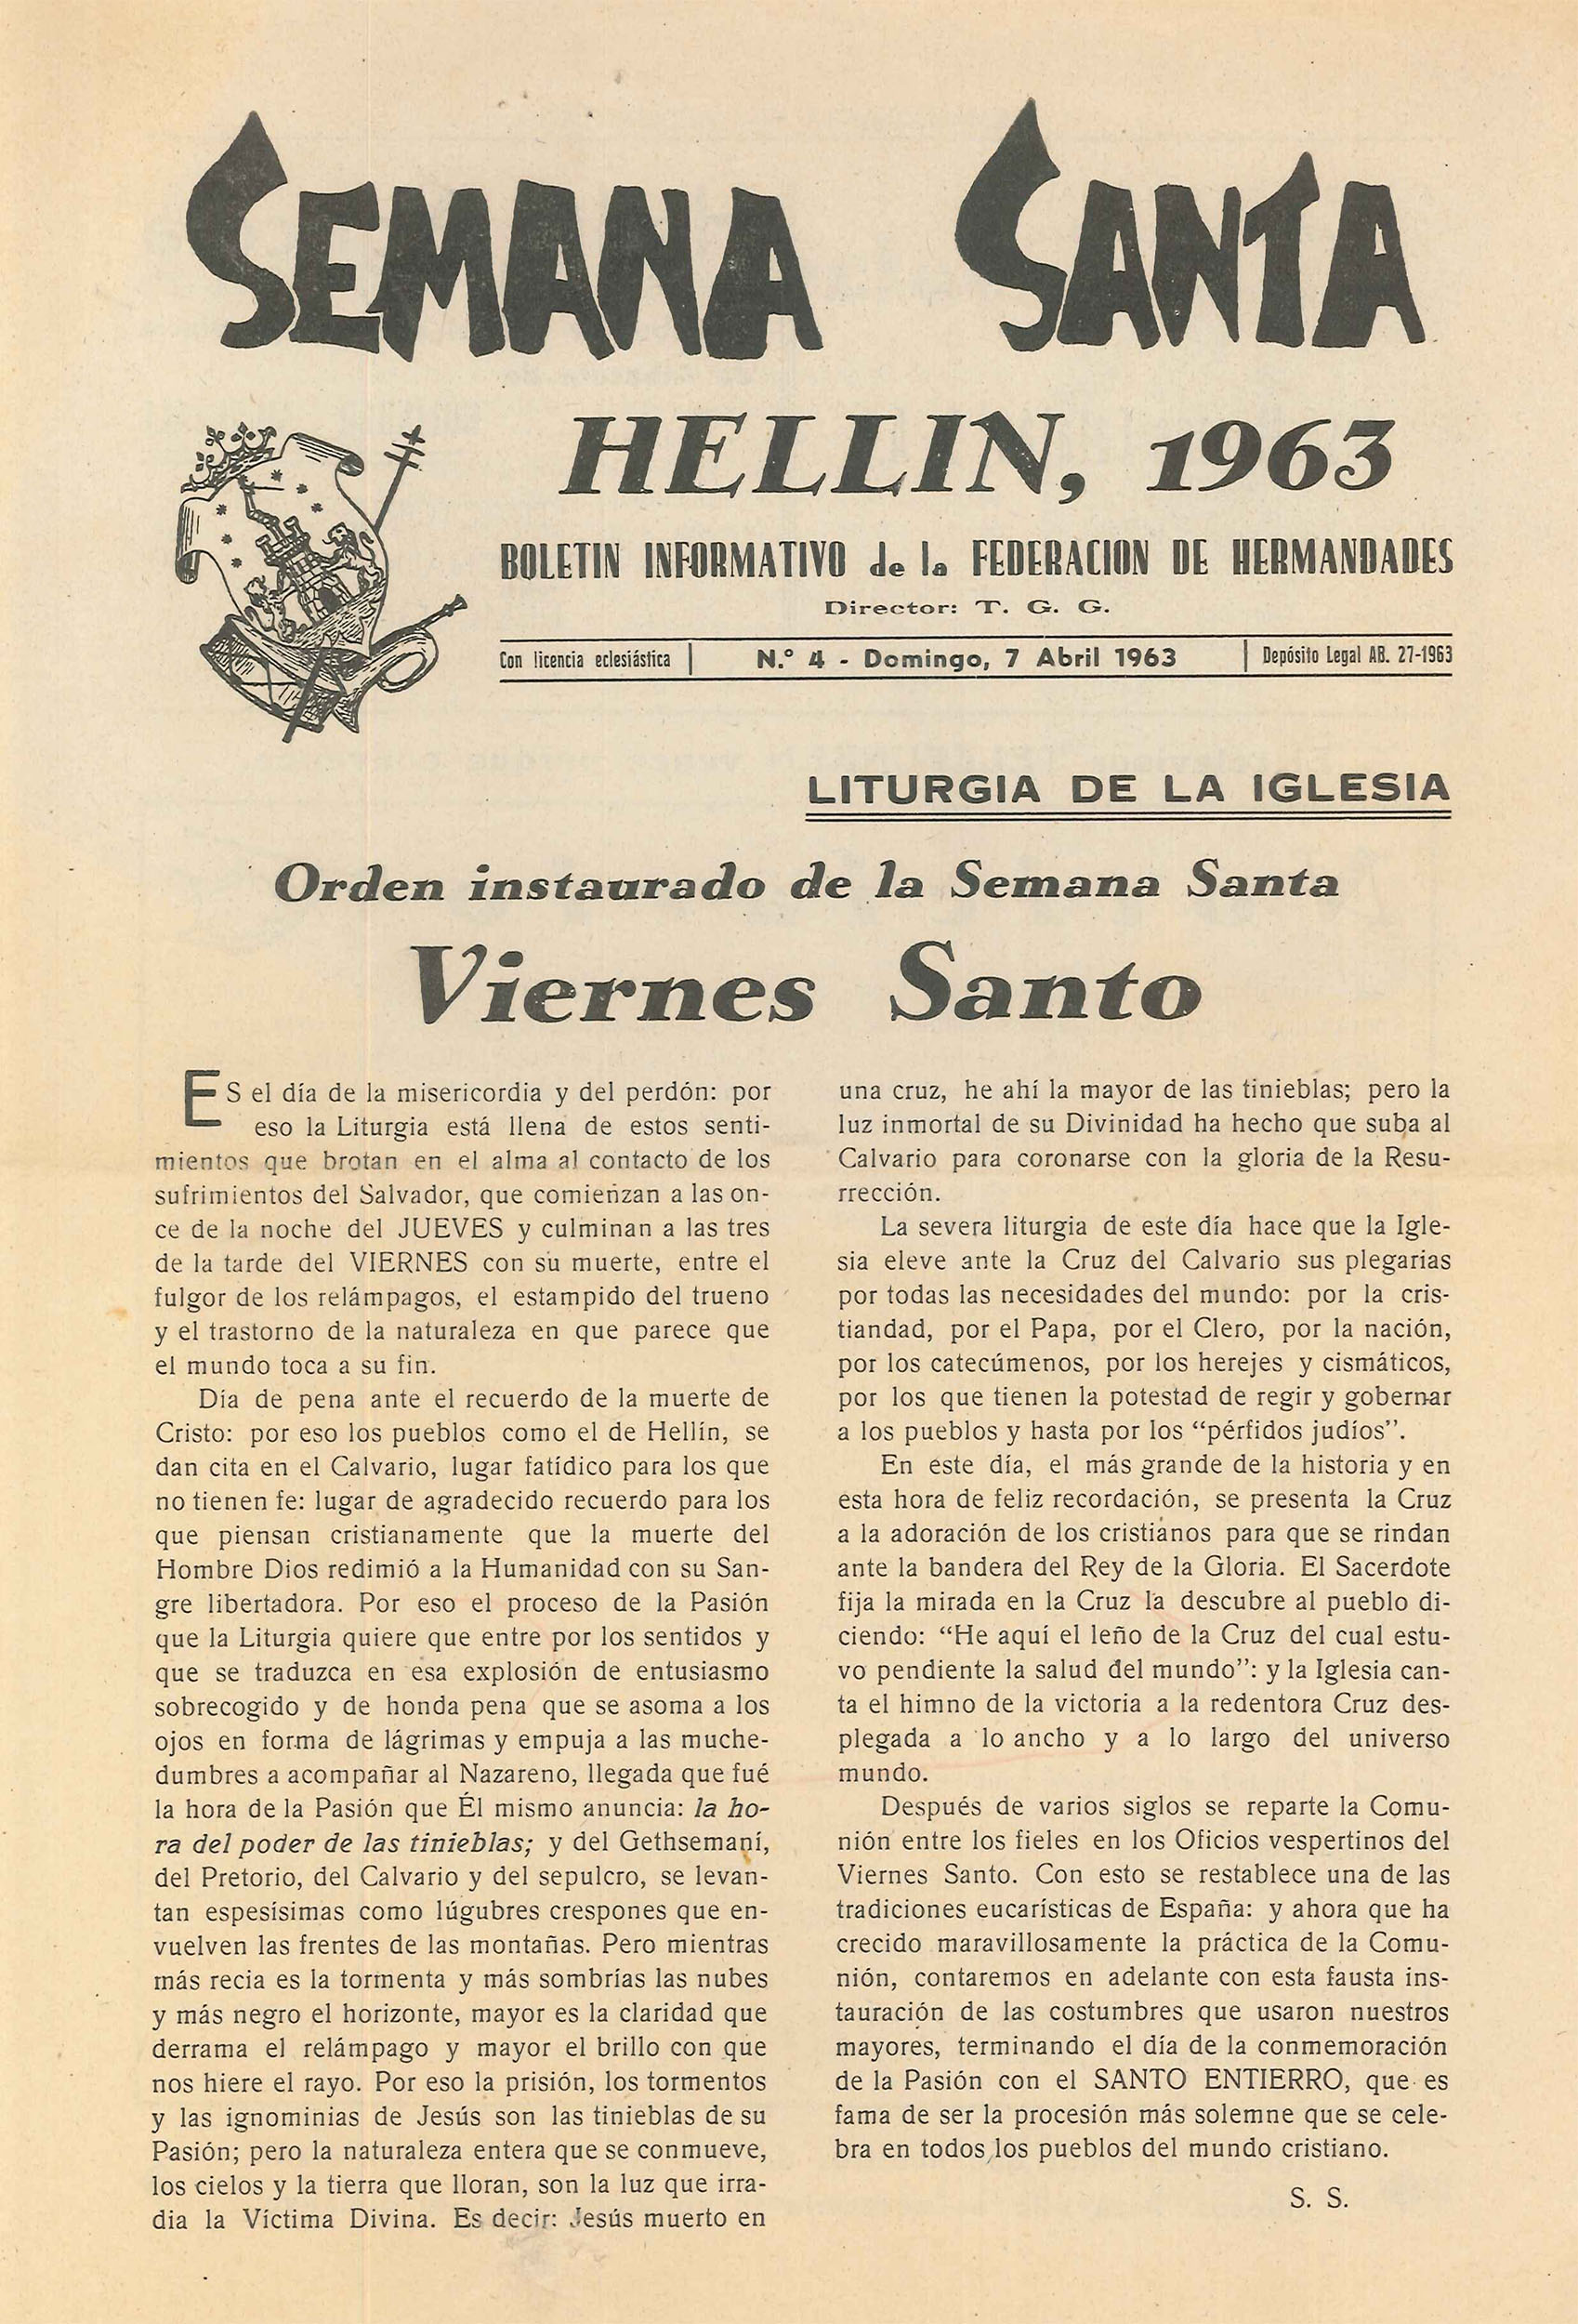 SEMANA SANTA
HELLIN, 1963
BOLETIN INFORMATIVO de la FEDERACION DE HERMANDADES
Director: T. G. G.
Con licencia eclesiástica | N.º 4 - Domingo, 7 Abril 1963 | Depósito Legal AB. 27-1963
LITURGIA DE LA IGLESIA
Orden instaurado de la Semana Santa
Viernes Santo
ES el día de la misericordia y del perdón: por
eso la Liturgia está llena de estos senti-
mientos que brotan en el alma al contacto de los
sufrimientos del Salvador, que comienzan a las on-
ce de la noche del JUEVES y culminan a las tres
de la tarde del VIERNES con su muerte, entre el
fulgor de los relámpagos, el estampido del trueno
y el trastorno de la naturaleza en que parece que
el mundo toca a su fin.
Día de pena ante el recuerdo de la muerte de
Cristo: por eso los pueblos como el de Hellín, se
dan cita en el Calvario, lugar fatídico para los que
no tienen fe: lugar de agradecido recuerdo para los
que piensan cristianamente que la muerte del
Hombre Dios redimió a la Humanidad con su San-
gre libertadora. Por eso el proceso de la Pasión
que la Liturgia quiere que entre por los sentidos y
que se traduzca en esa explosión de entusiasmo
sobrecogido y de honda pena que se asoma a los
ojos en forma de lágrimas y empuja a las muche-
dumbres a acompañar al Nazareno, llegada que fué
la hora de la Pasión que Él mismo anuncia: la ho-
ra del poder de las tinieblas; y del Gethsemaní,
del Pretorio, del Calvario y del sepulcro, se levan-
tan espesísimas como lúgubres crespones que en-
vuelven las frentes de las montañas. Pero mientras
más recia es la tormenta y más sombrías las nubes
y más negro el horizonte, mayor es la claridad que
derrama el relámpago y mayor el brillo con que
nos hiere el rayo. Por eso la prisión, los tormentos
y las ignominias de Jesús son las tinieblas de su
Pasión; pero la naturaleza entera que se conmueve,
los cielos y la tierra que lloran, son la luz que irra-
dia la Víctima Divina. Es decir: Jesús muerto en
una cruz, he ahí la mayor de las tinieblas; pero la
luz inmortal de su Divinidad ha hecho que suba al
Calvario para coronarse con la gloria de la Resu-
rrección.
La severa liturgia de este día hace que la Igle-
sia eleve ante la Cruz del Calvario sus plegarias
por todas las necesidades del mundo: por la cris-
tiandad, por el Papa, por el Clero, por la nación,
por los catecúmenos, por los herejes y cismáticos,
por los que tienen la potestad de regir y gobernar
a los pueblos y hasta por los “pérfidos judíos”.
En este día, el más grande de la historia y en
esta hora de feliz recordación, se presenta la Cruz
a la adoración de los cristianos para que se rindan
ante la bandera del Rey de la Gloria. El Sacerdote
fija la mirada en la Cruz la descubre al pueblo di-
ciendo: “He aquí el leño de la Cruz del cual estu-
vo pendiente la salud del mundo”: y la Iglesia can-
ta el himno de la victoria a la redentora Cruz des-
plegada a lo ancho y a lo largo del universo
mundo.
Después de varios siglos se reparte la Comu-
nión entre los fieles en los Oficios vespertinos del
Viernes Santo. Con esto se restablece una de las
tradiciones eucarísticas de España: y ahora que ha
crecido maravillosamente la práctica de la Comu-
nión, contaremos en adelante con esta fausta ins-
tauración de las costumbres que usaron nuestros
mayores, terminando el día de la conmemoración
de la Pasión con el SANTO ENTIERRO, que es
fama de ser la procesión más solemne que se cele-
bra en todos los pueblos del mundo cristiano.
S. S.